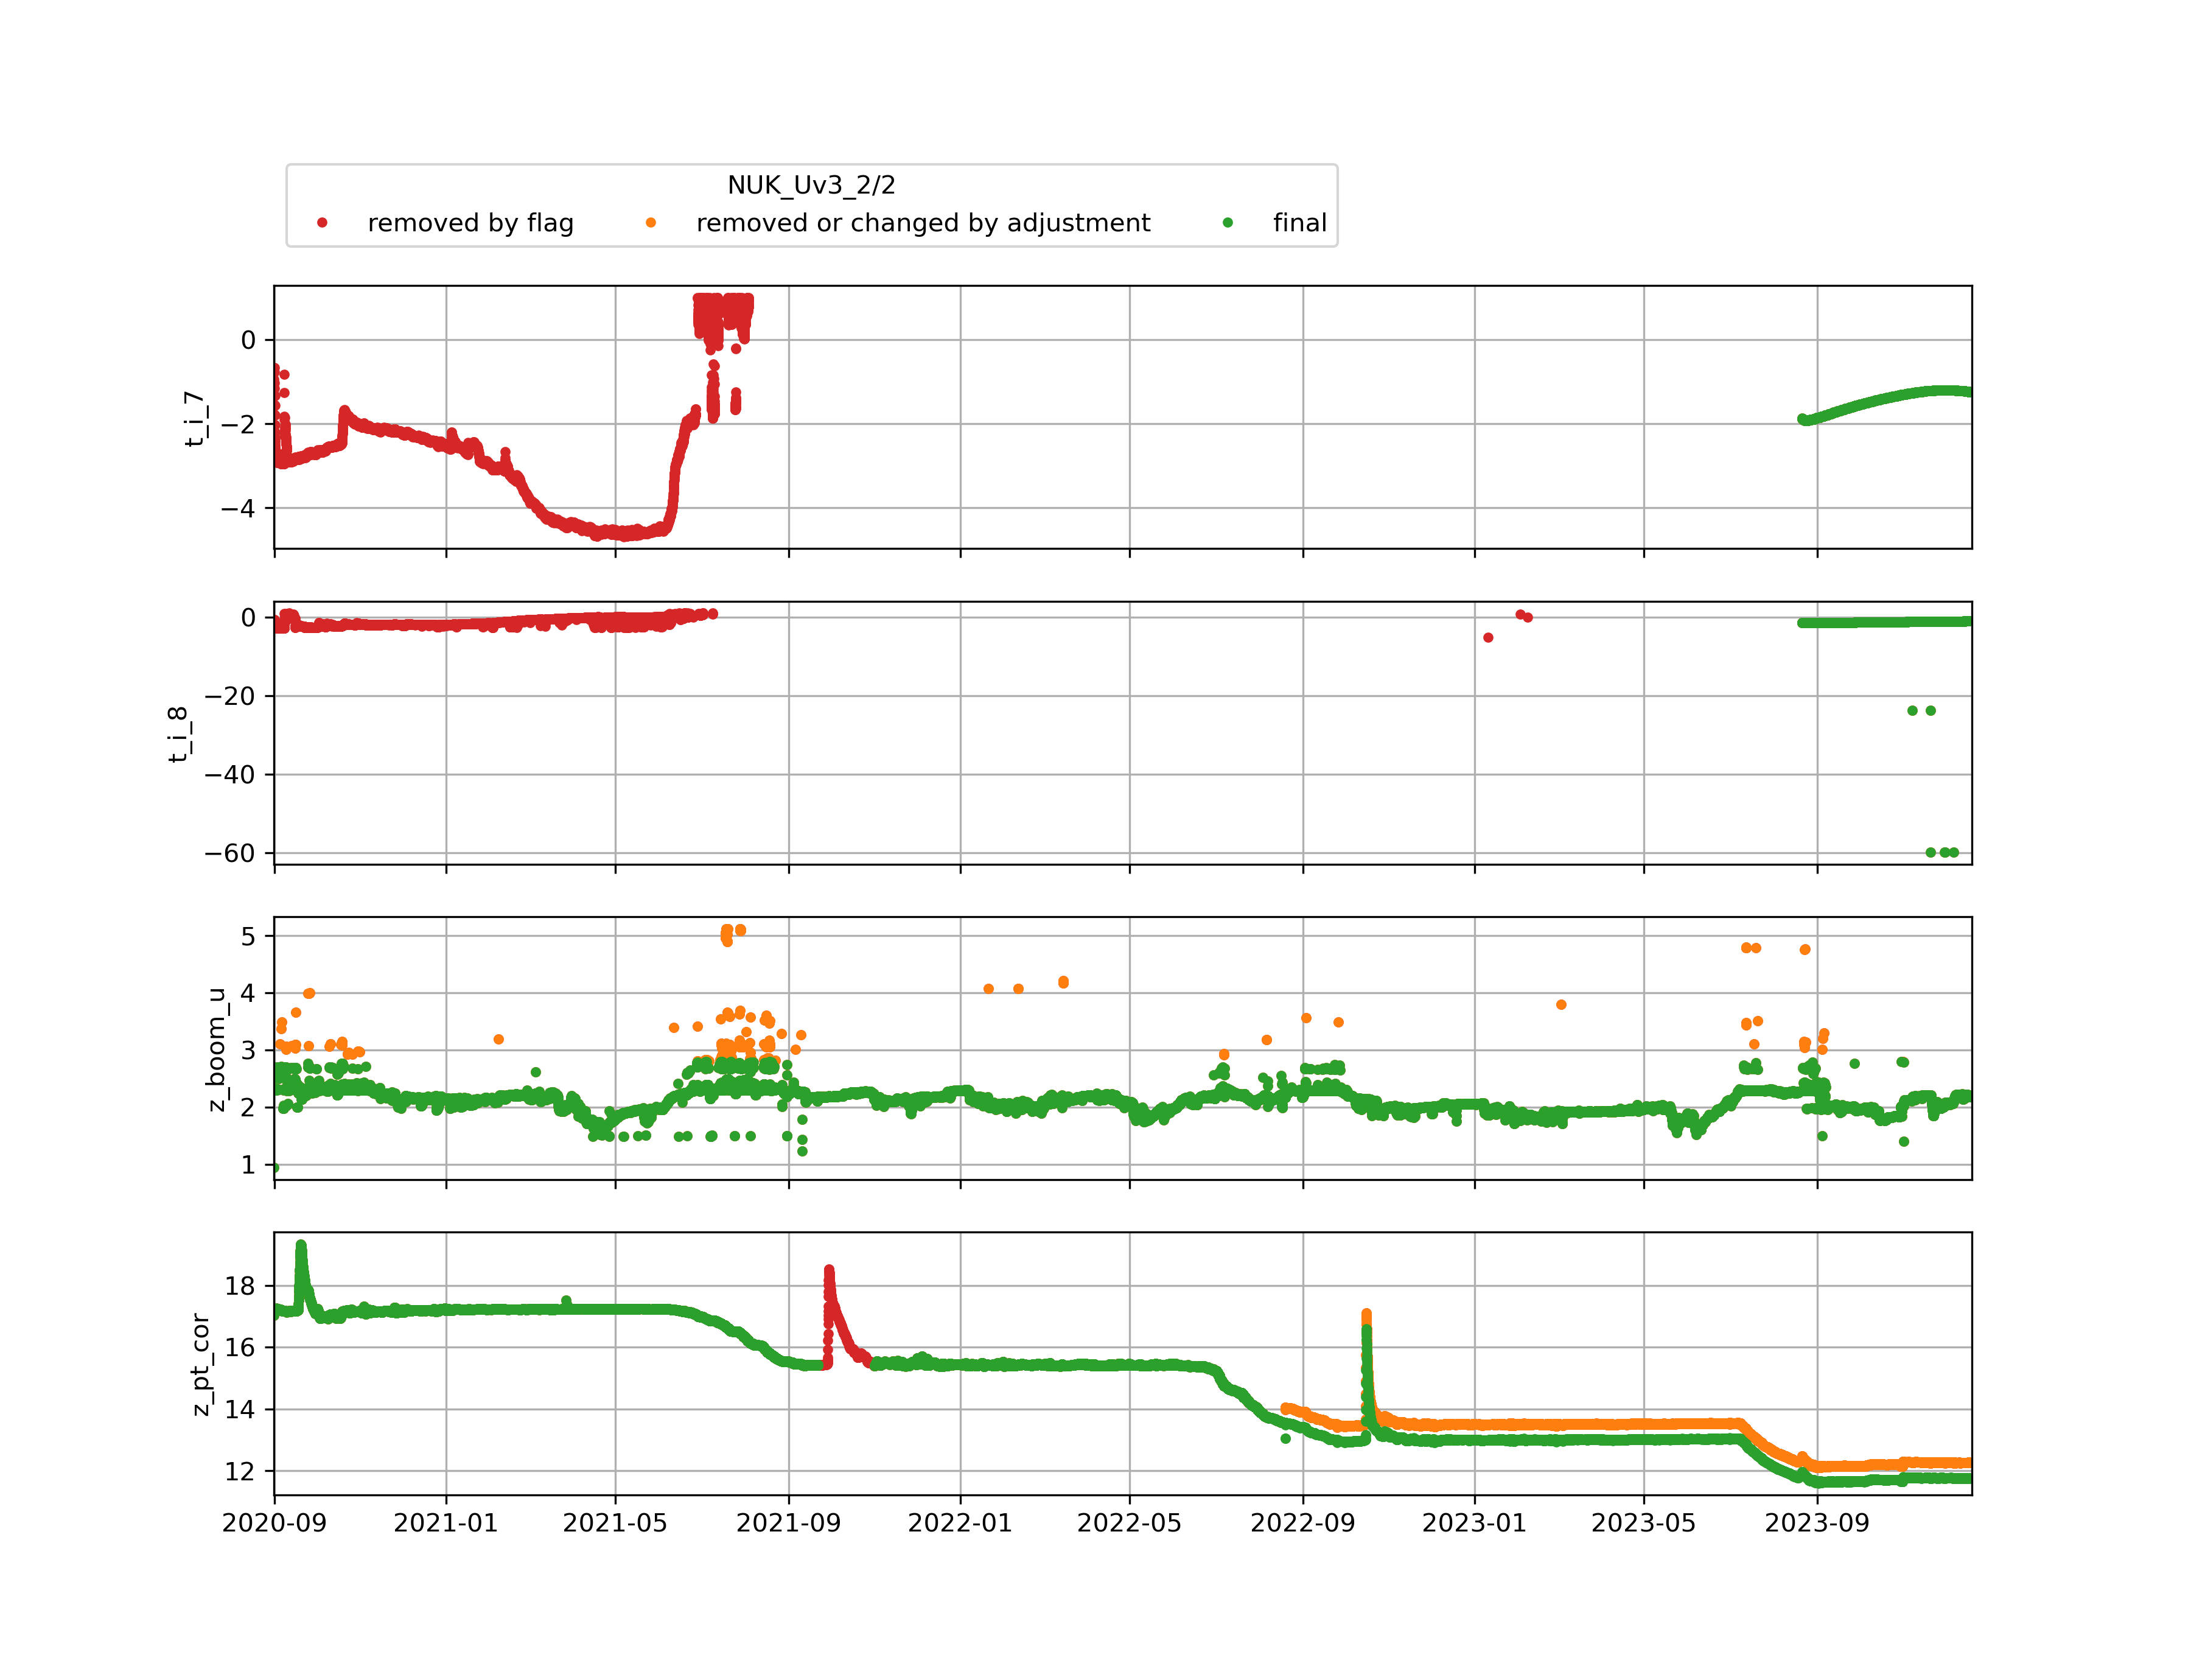 NUK_Uv3_2/2
removed by flag removed or changed by adjustment final
0
−2
−4
t_i_7
0
−20
−40
−60
t_i_8
5
4
3
2
1
z_boom_u
18
16
14
12
z_pt_cor
2020-09 2021-01 2021-05 2021-09 2022-01 2022-05 2022-09 2023-01 2023-05 2023-09